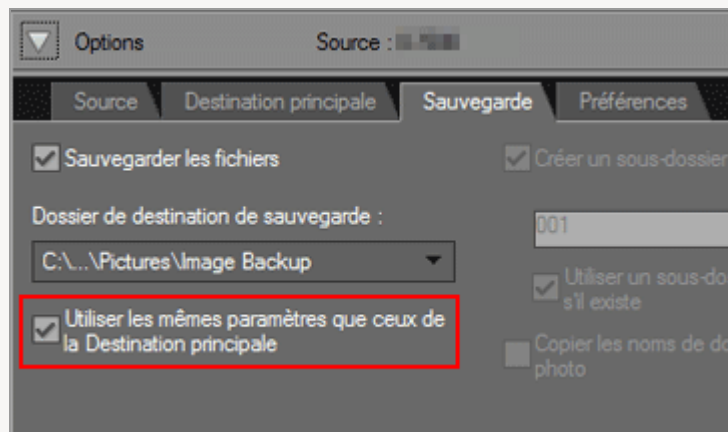 Options
Source :
Source
Destination principale
Sauvegarde
Préférences
Sauvegarder les fichiers
Créer un sous-dossier
Dossier de destination de sauvegarde :
001
C:\...\Pictures\Image Backup
Utiliser un sous-do
s'il existe
Utiliser les mêmes paramètres que ceux de
la Destination principale
Copier les noms de do
photo